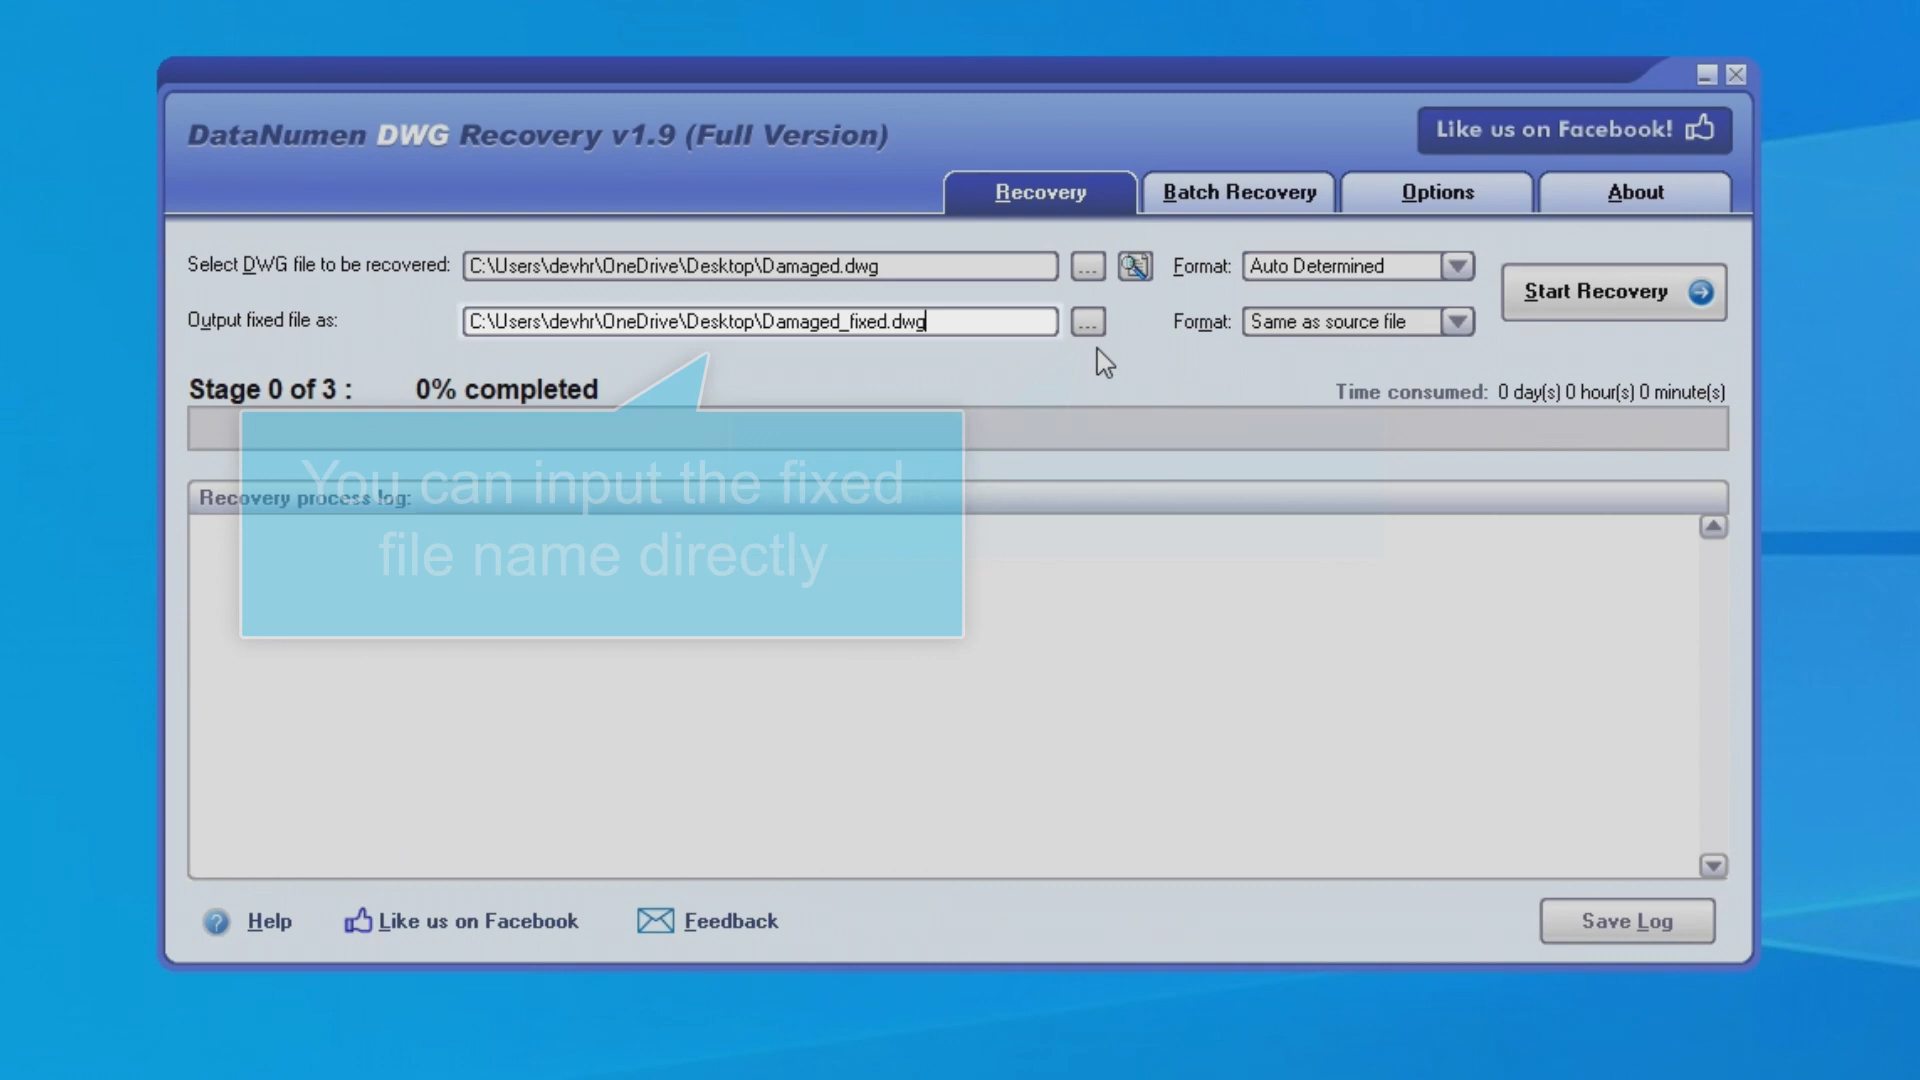 DataNumen DWG Recovery v1.9 (Full Version)
Like us on Facebook!
Recovery
Batch Recovery
Options
About
Select DWG file to be recovered:
C:\Users\devhr\OneDrive\Desktop\Damaged.dwg
...
Format:
Auto Determined
Start Recovery
Output fixed file as:
C:\Users\devhr\OneDrive\Desktop\Damaged_fixed.dwg
...
Format:
Same as source file
Stage 0 of 3 :
0% completed
Time consumed: 0 day(s) 0 hour(s) 0 minute(s)
You can input the fixed
file name directly
Recovery process log:
Help
Like us on Facebook
Feedback
Save Log